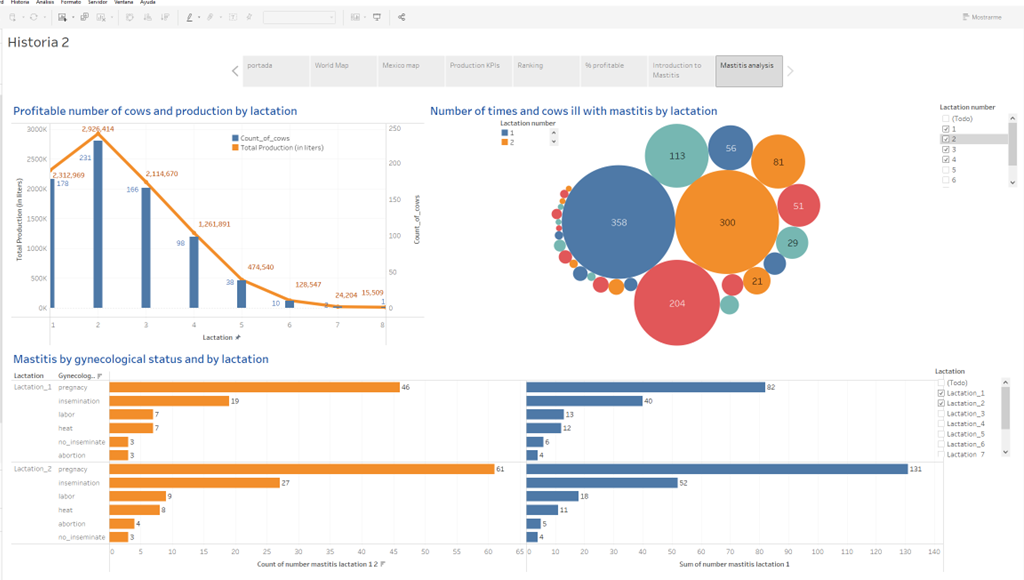 Historia Análisis Formato Servidor Ventana Ayuda
Mostrarme
Historia 2
portada World Map Mexico map Production KPIs Ranking % profitable Introduction to Mastitis Mastitis analysis
Profitable number of cows and production by lactation
Count_of_cows
Total Production (in liters)
3000K
2500K
2000K
1500K
1000K
500K
0K
Total Production (in liters)
250
200
150
100
50
0
Count_of_cows
2,312,969
2,926,414
2,114,670
1,261,891
474,540
128,547
24,204
15,509
178
231
166
98
38
10
2
1
1 2 3 4 5 6 7 8
Lactation
Number of times and cows ill with mastitis by lactation
Lactation number
1
2
113
56
81
358
300
51
29
21
204
Lactation number
(Todo)
1
2
3
4
5
6
Mastitis by gynecological status and by lactation
Lactation Gynecolog..
Lactation_1 pregnacy 46 82
insemination 19 40
labor 7 13
heat 7 12
no_inseminate 3 6
abortion 3 4
Lactation_2 pregnacy 61 131
insemination 27 52
labor 9 18
heat 8 11
abortion 4 5
no_inseminate 3 4
0 5 10 15 20 25 30 35 40 45 50 55 60 65
0 10 20 30 40 50 60 70 80 90 100 110 120 130 140
Count of number mastitis lactation 1 2
Sum of number mastitis lactation 1
Lactation
(Todo)
Lactation_1
Lactation_2
Lactation_3
Lactation_4
Lactation_5
Lactation_6
Lactation_7